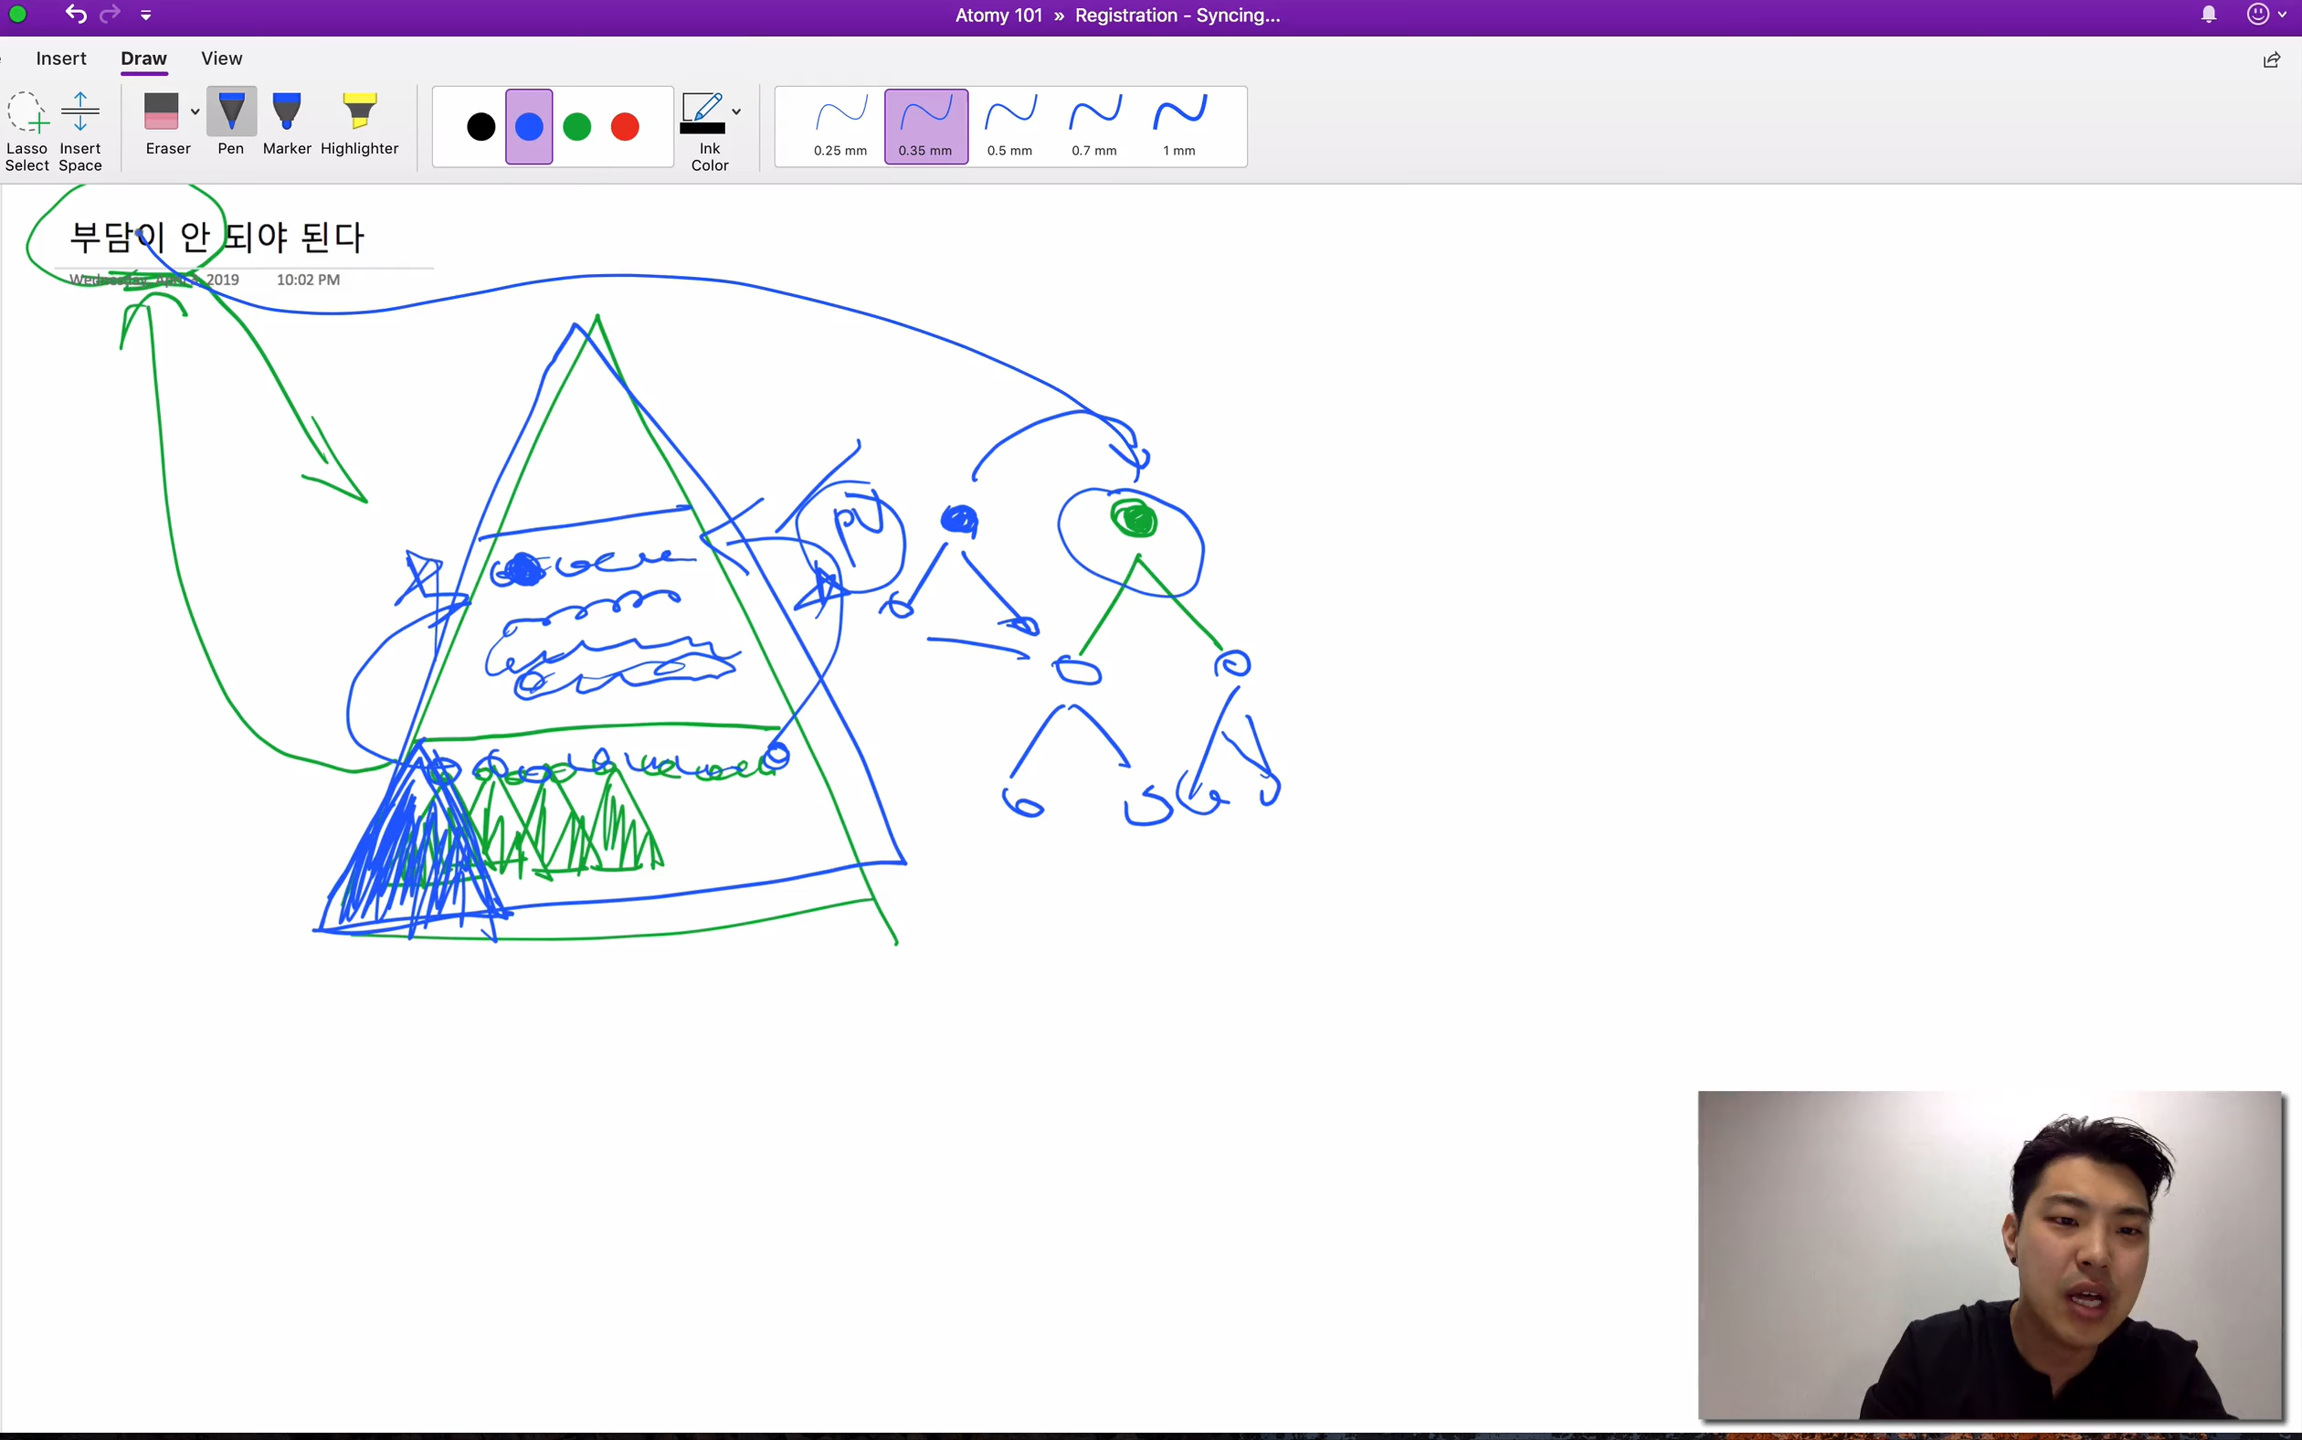 Atomy 101 » Registration - Syncing...
Insert Draw View
Lasso Select
Insert Space
Eraser
Pen
Marker
Highlighter
Ink Color
0.25 mm
0.35 mm
0.5 mm
0.7 mm
1 mm
부담이 안 되야 된다
2019 10:02 PM
PV